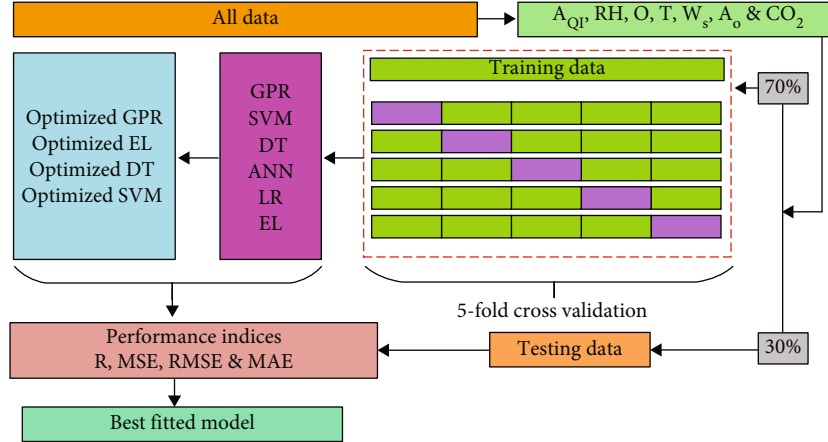 All data
A_QI, RH, O, T, W_s, A_o & CO_2
Training data
70%
GPR
SVM
DT
ANN
LR
EL
Optimized GPR
Optimized EL
Optimized DT
Optimized SVM
5-fold cross validation
Performance indices
R, MSE, RMSE & MAE
Testing data
30%
Best fitted model